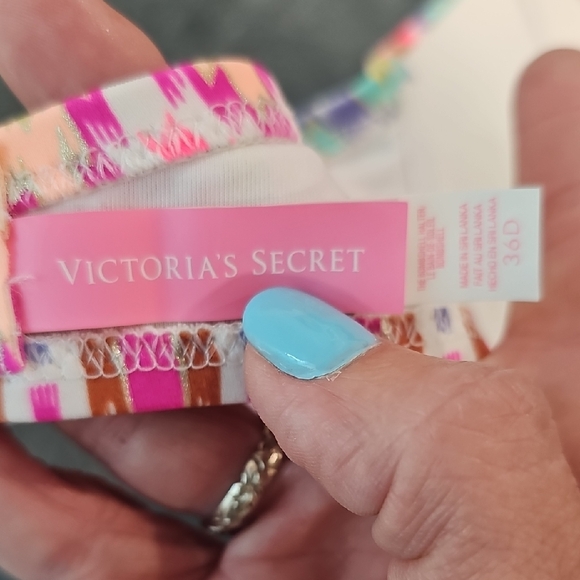 VICTORIA'S SECRET
MADE IN SRI LANKA
FAIT AU SRI LANKA
HECHO EN SRI LANKA
36D